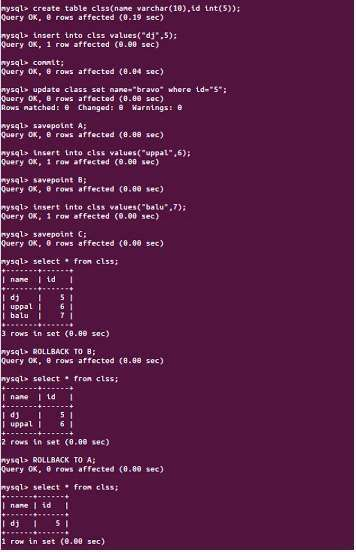 mysql> create table clss(name varchar(10),id int(5));
Query OK, 0 rows affected (0.19 sec)
mysql> insert into clss values("dj",5);
Query OK, 1 row affected (0.00 sec)
mysql> commit;
Query OK, 0 rows affected (0.04 sec)
mysql> update class set name="bravo" where id="5";
Query OK, 0 rows affected (0.00 sec)
Rows matched: 0  Changed: 0  Warnings: 0
mysql> savepoint A;
Query OK, 0 rows affected (0.00 sec)
mysql> insert into clss values("uppal",6);
Query OK, 1 row affected (0.00 sec)
mysql> savepoint B;
Query OK, 0 rows affected (0.00 sec)
mysql> insert into clss values("balu",7);
Query OK, 1 row affected (0.00 sec)
mysql> savepoint C;
Query OK, 0 rows affected (0.00 sec)
mysql> select * from clss;
+-------+------+
| name  | id   |
+-------+------+
| dj    |    5 |
| uppal |    6 |
| balu  |    7 |
+-------+------+
3 rows in set (0.00 sec)
mysql> ROLLBACK TO B;
Query OK, 0 rows affected (0.00 sec)
mysql> select * from clss;
+-------+------+
| name  | id   |
+-------+------+
| dj    |    5 |
| uppal |    6 |
+-------+------+
2 rows in set (0.00 sec)
mysql> ROLLBACK TO A;
Query OK, 0 rows affected (0.00 sec)
mysql> select * from clss;
+------+------+
| name | id   |
+------+------+
| dj   |    5 |
+------+------+
1 row in set (0.00 sec)